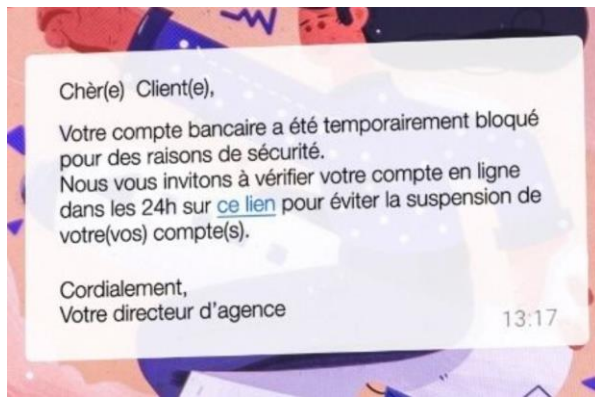 Chèr(e) Client(e),
Votre compte bancaire a été temporairement bloqué
pour des raisons de sécurité.
Nous vous invitons à vérifier votre compte en ligne
dans les 24h sur ce lien pour éviter la suspension de
votre(vos) compte(s).
Cordialement,
Votre directeur d'agence
13:17